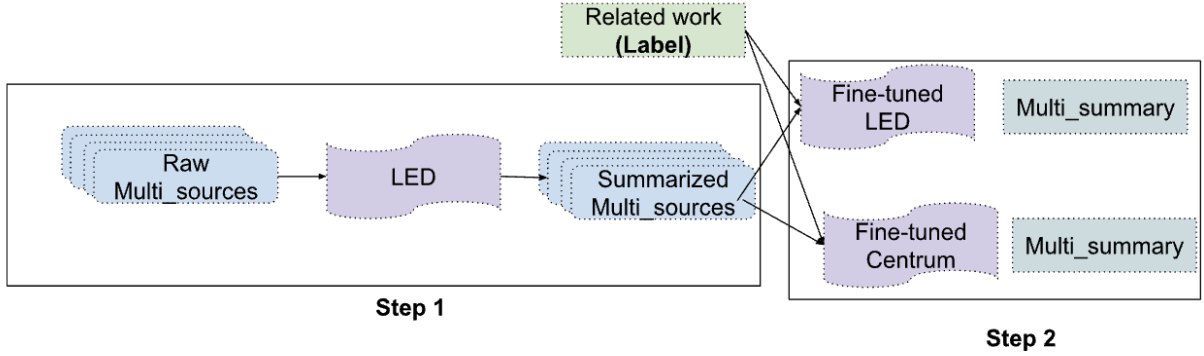 Related work
(Label)
Raw
Multi_sources
LED
Summarized
Multi_sources
Step 1
Fine-tuned
LED
Multi_summary
Fine-tuned
Centrum
Multi_summary
Step 2